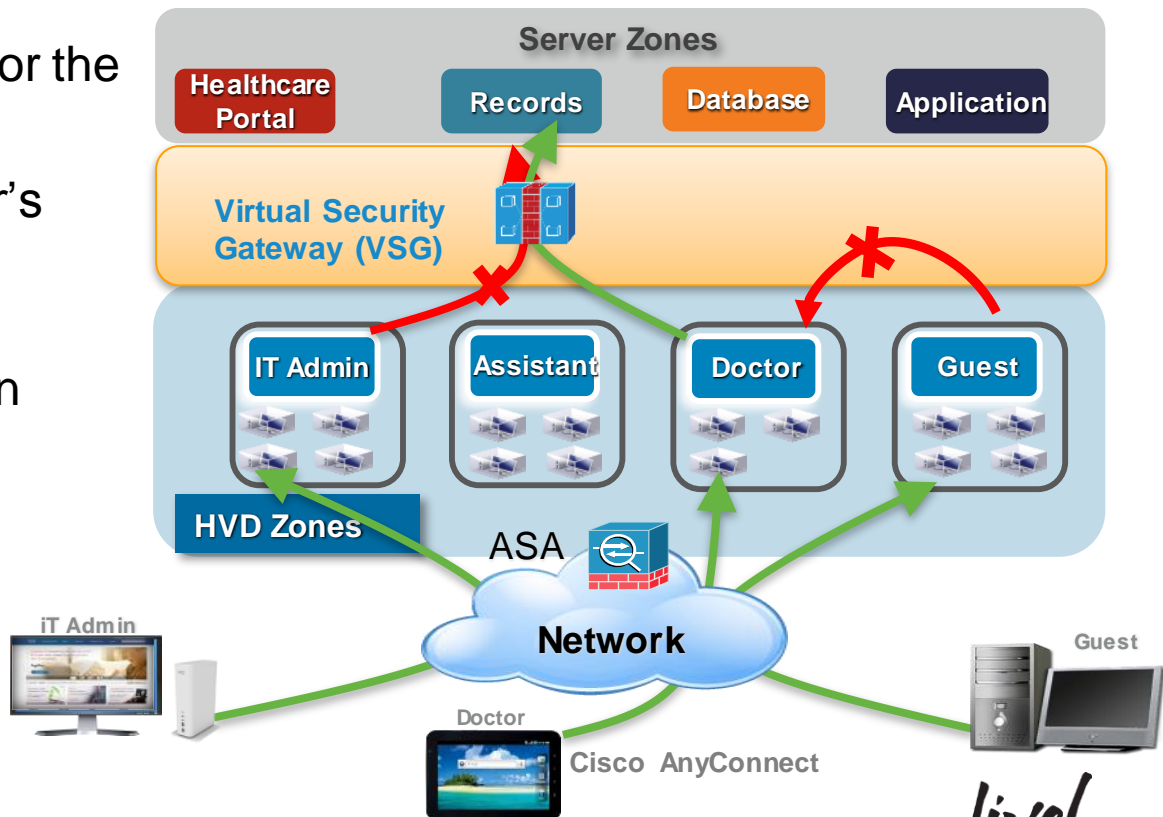 or the
r's
n
Server Zones
Healthcare
Portal
Records
Database
Application
Virtual Security
Gateway (VSG)
IT Admin
Assistant
Doctor
Guest
HVD Zones
ASA
Network
iT Admin
Guest
Doctor
Cisco AnyConnect